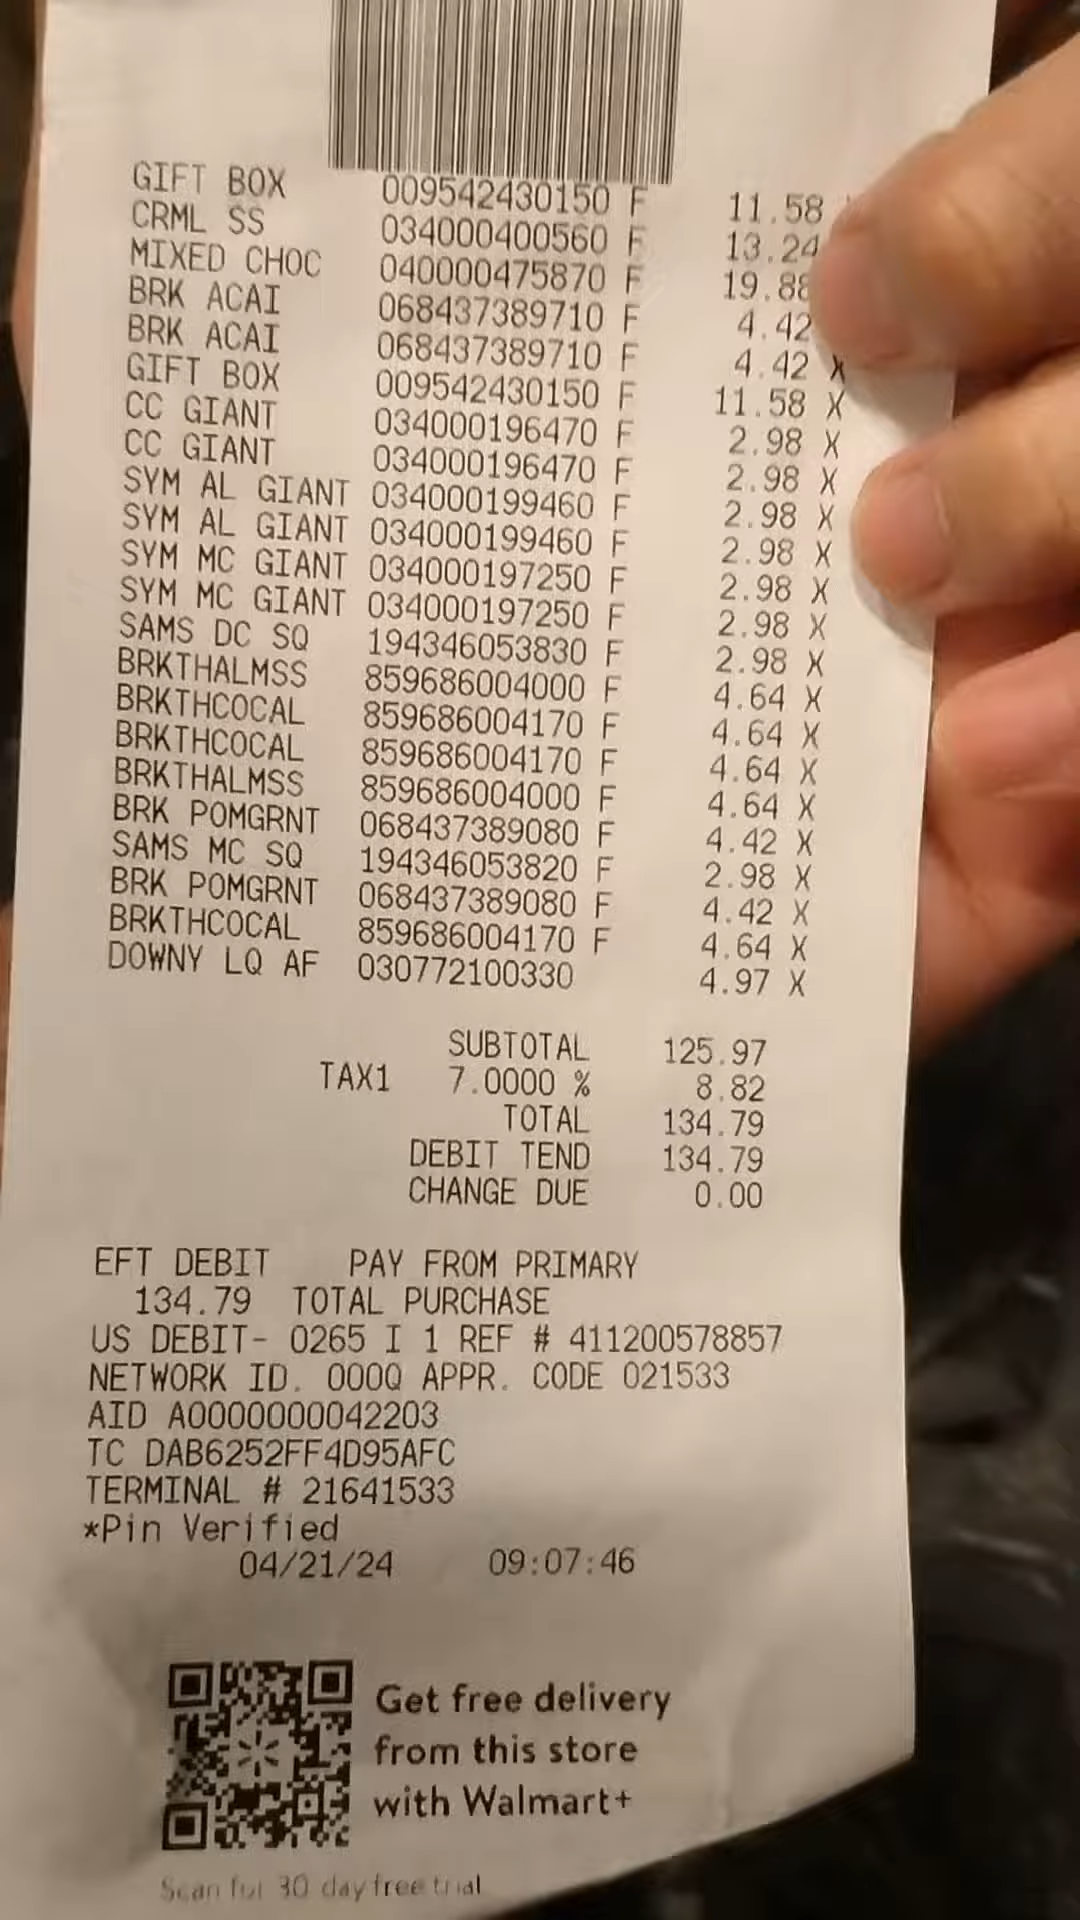 GIFT BOX 009542430150 F 11.58
CRML SS 034000400560 F 13.24
MIXED CHOC 040000475870 F 19.88
BRK ACAI 068437389710 F 4.42
BRK ACAI 068437389710 F 4.42 X
GIFT BOX 009542430150 F 11.58 X
CC GIANT 034000196470 F 2.98 X
CC GIANT 034000196470 F 2.98 X
SYM AL GIANT 034000199460 F 2.98 X
SYM AL GIANT 034000199460 F 2.98 X
SYM MC GIANT 034000197250 F 2.98 X
SYM MC GIANT 034000197250 F 2.98 X
SAMS DC SQ 194346053830 F 2.98 X
BRKTHALMSS 859686004000 F 4.64 X
BRKTHCOCAL 859686004170 F 4.64 X
BRKTHCOCAL 859686004170 F 4.64 X
BRKTHALMSS 859686004000 F 4.64 X
BRK POMGRNT 068437389080 F 4.42 X
SAMS MC SQ 194346053820 F 2.98 X
BRK POMGRNT 068437389080 F 4.42 X
BRKTHCOCAL 859686004170 F 4.64 X
DOWNY LQ AF 030772100330 4.97 X
SUBTOTAL 125.97
TAX1 7.0000 % 8.82
TOTAL 134.79
DEBIT TEND 134.79
CHANGE DUE 0.00
EFT DEBIT PAY FROM PRIMARY
134.79 TOTAL PURCHASE
US DEBIT- 0265 I 1 REF # 411200578857
NETWORK ID. 000Q APPR. CODE 021533
AID A0000000042203
TC DAB6252FF4D95AFC
TERMINAL # 21641533
*Pin Verified
04/21/24 09:07:46
Get free delivery
from this store
with Walmart+
Scan for 30 day free trial